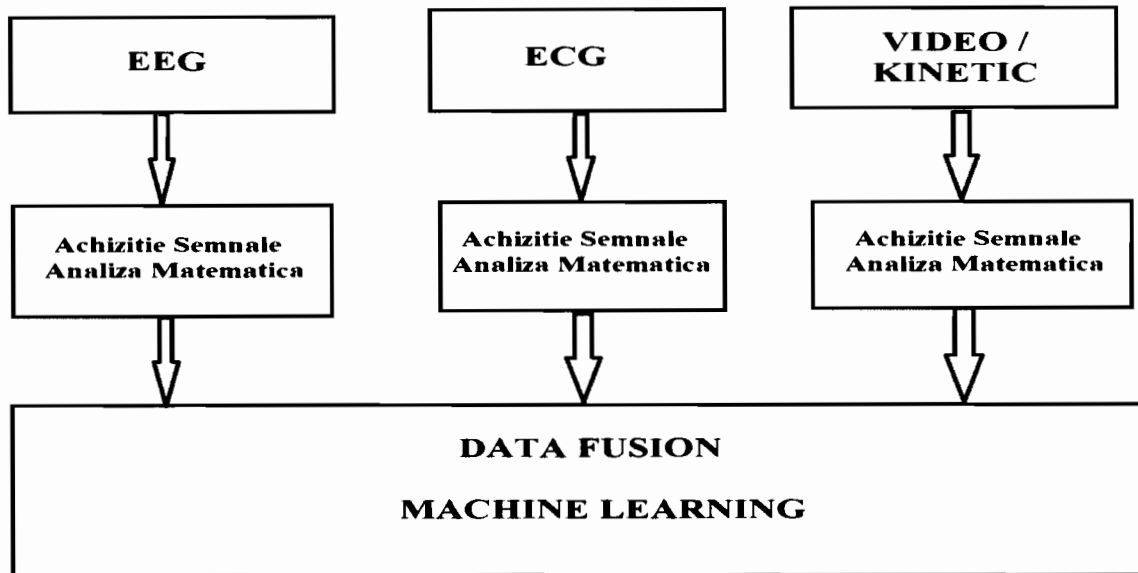 EEG
ECG
VIDEO /
KINETIC
Achizitie Semnale
Analiza Matematica
Achizitie Semnale
Analiza Matematica
Achizitie Semnale
Analiza Matematica
DATA FUSION
MACHINE LEARNING